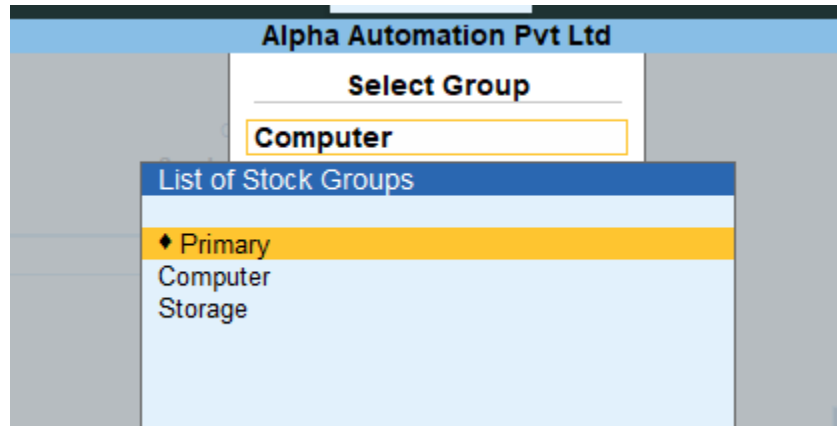 Alpha Automation Pvt Ltd
Select Group
Computer
List of Stock Groups
♦ Primary
Computer
Storage